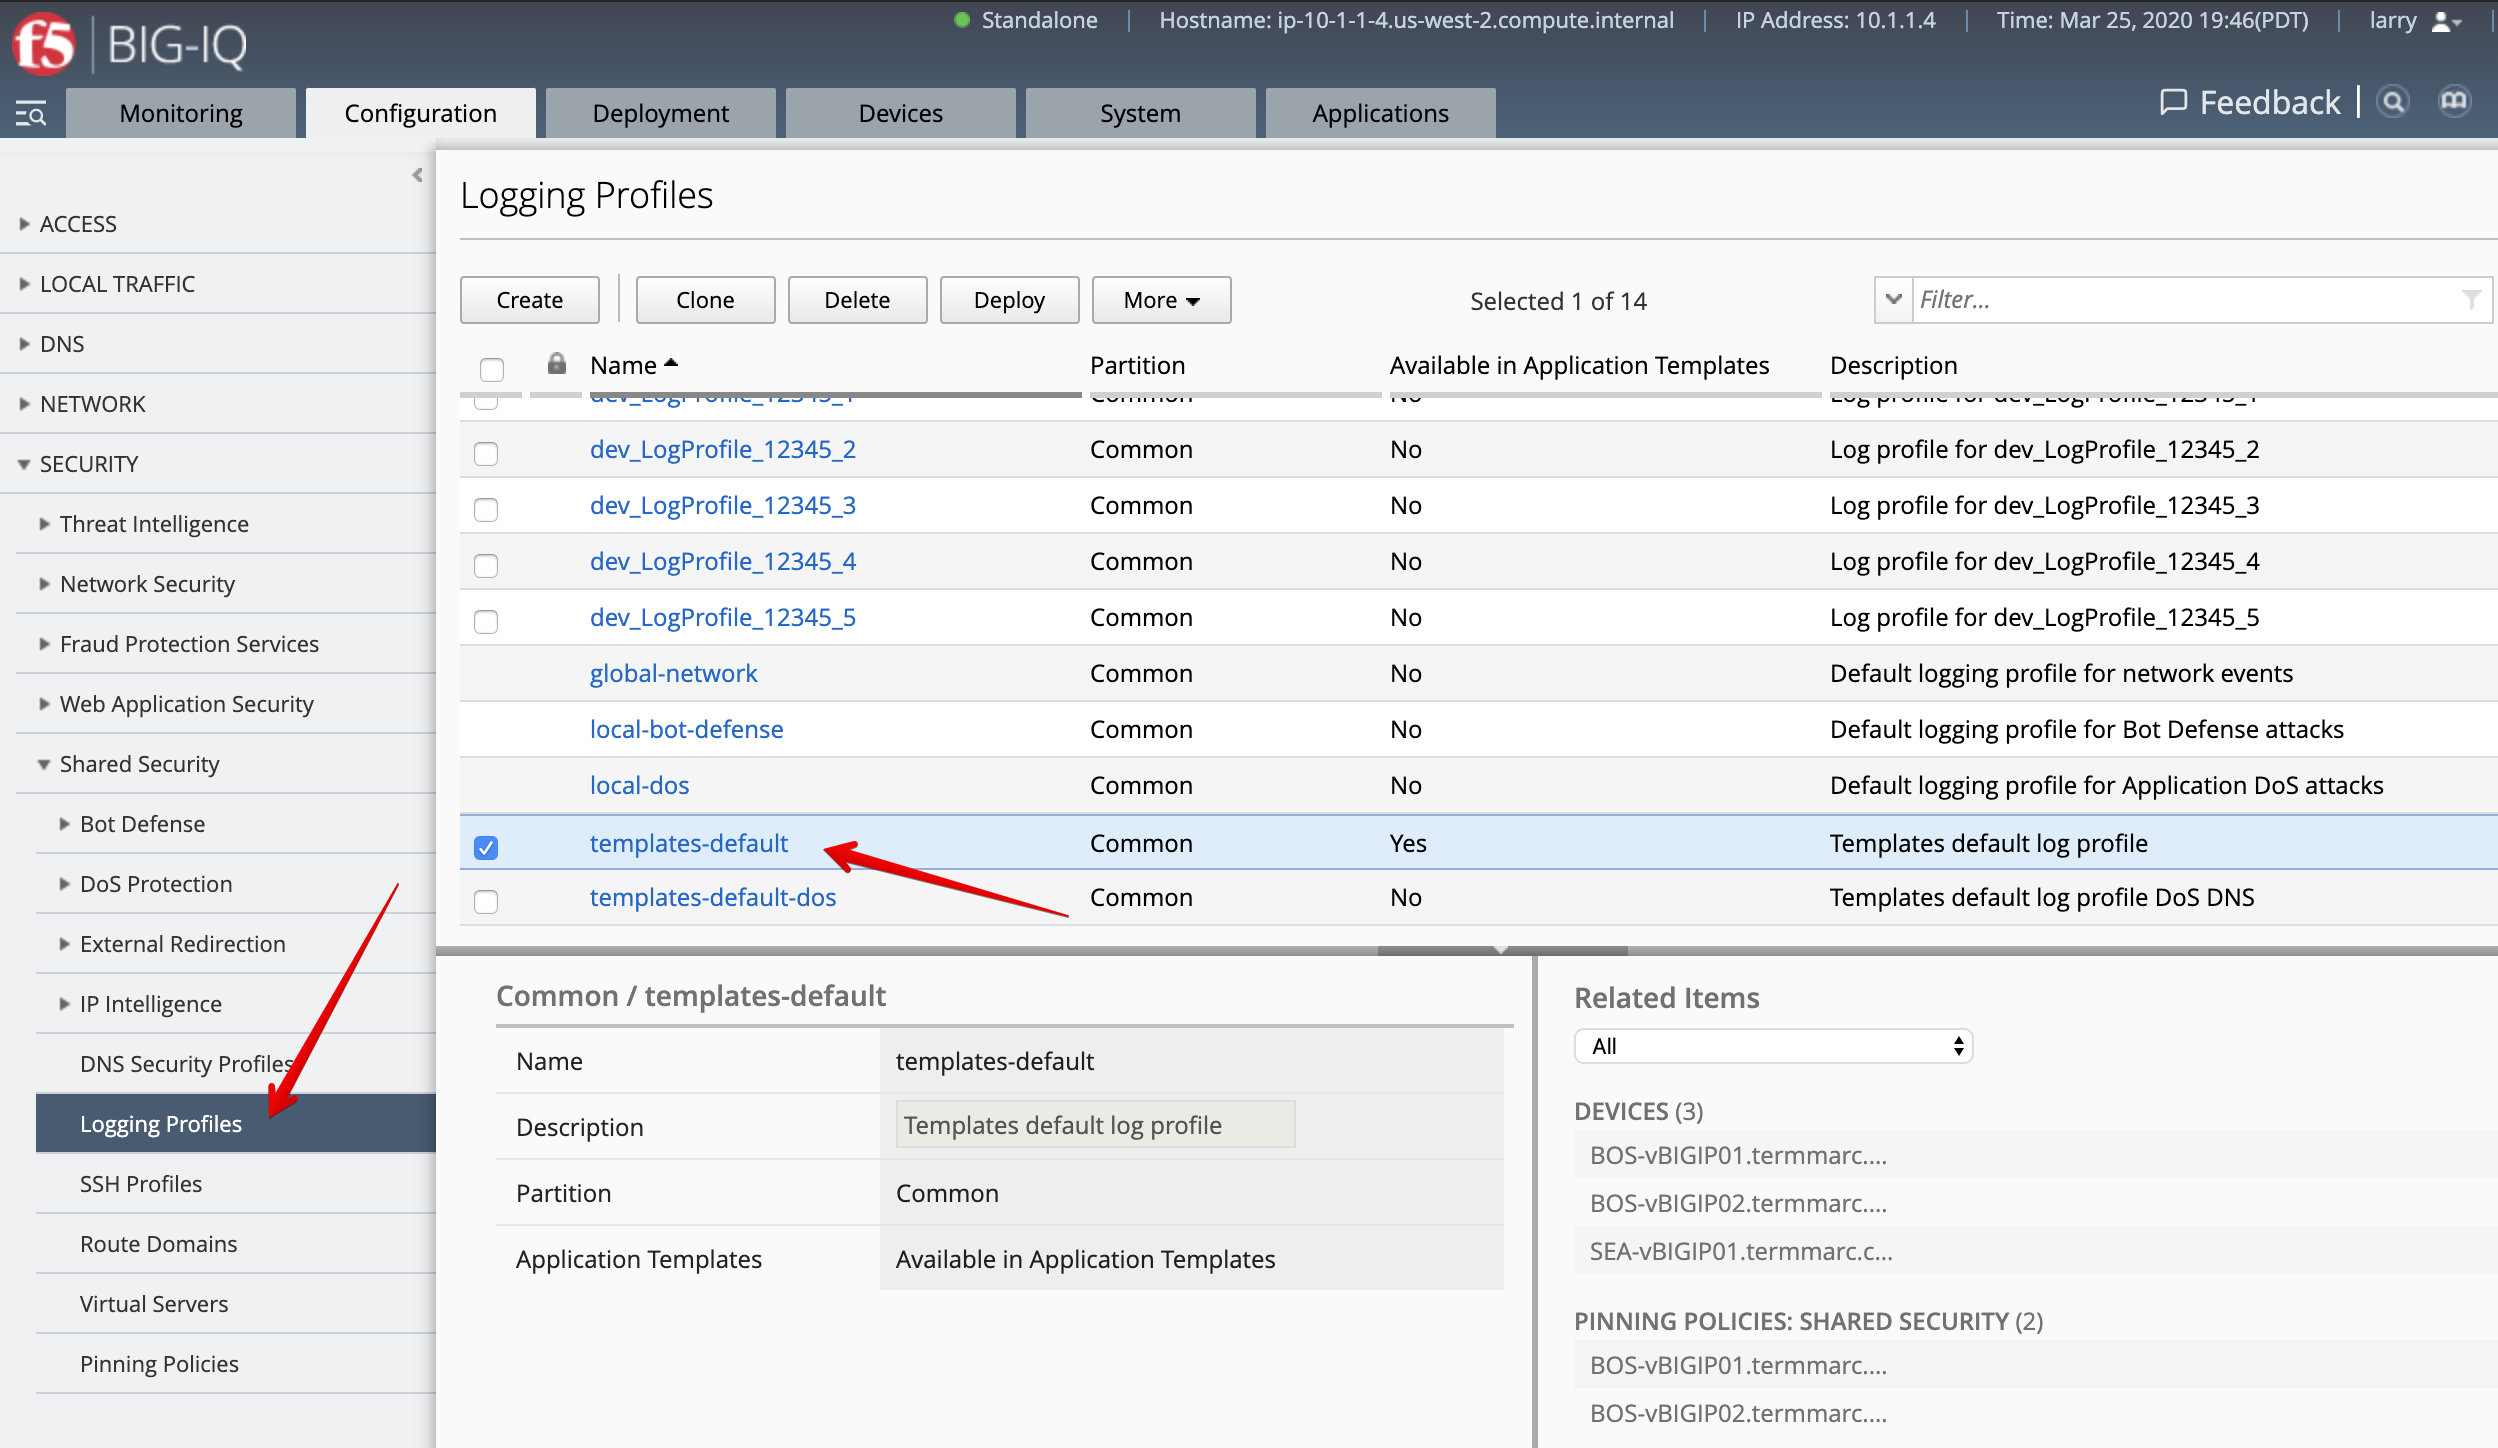 f5 BIG-IQ
Standalone
Hostname: ip-10-1-1-4.us-west-2.compute.internal
IP Address: 10.1.1.4
Time: Mar 25, 2020 19:46(PDT)
larry
Monitoring
Configuration
Deployment
Devices
System
Applications
Feedback
ACCESS
LOCAL TRAFFIC
DNS
NETWORK
SECURITY
Threat Intelligence
Network Security
Fraud Protection Services
Web Application Security
Shared Security
Bot Defense
DoS Protection
External Redirection
IP Intelligence
DNS Security Profiles
Logging Profiles
SSH Profiles
Route Domains
Virtual Servers
Pinning Policies
Logging Profiles
Create Clone Delete Deploy More
Selected 1 of 14
Filter...
Name Partition Available in Application Templates Description
dev_LogProfile_12345_1 Common No Log profile for dev_LogProfile_12345_1
dev_LogProfile_12345_2 Common No Log profile for dev_LogProfile_12345_2
dev_LogProfile_12345_3 Common No Log profile for dev_LogProfile_12345_3
dev_LogProfile_12345_4 Common No Log profile for dev_LogProfile_12345_4
dev_LogProfile_12345_5 Common No Log profile for dev_LogProfile_12345_5
global-network Common No Default logging profile for network events
local-bot-defense Common No Default logging profile for Bot Defense attacks
local-dos Common No Default logging profile for Application DoS attacks
templates-default Common Yes Templates default log profile
templates-default-dos Common No Templates default log profile DoS DNS
Common / templates-default
Name templates-default
Description Templates default log profile
Partition Common
Application Templates Available in Application Templates
Related Items
All
DEVICES (3)
BOS-vBIGIP01.termmarc....
BOS-vBIGIP02.termmarc....
SEA-vBIGIP01.termmarc.c...
PINNING POLICIES: SHARED SECURITY (2)
BOS-vBIGIP01.termmarc....
BOS-vBIGIP02.termmarc....